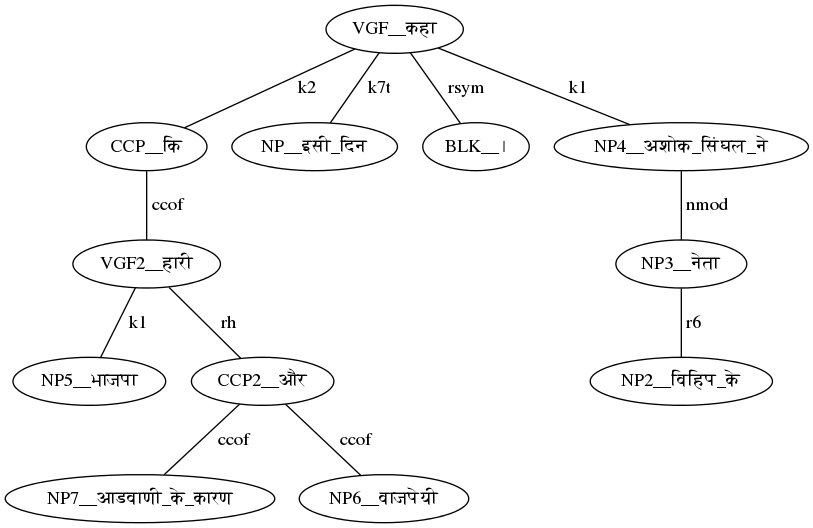 VGF__कहा
k2 k7t rsym k1
CCP__कि NP__इसी_दिन BLK__। NP4__अशोक_सिंघल_ने
ccof nmod
VGF2__हारी NP3__नेता
k1 rh r6
NP5__भाजपा CCP2__और NP2__विहिप_के
ccof ccof
NP7__आडवाणी_के_कारण NP6__वाजपेयी